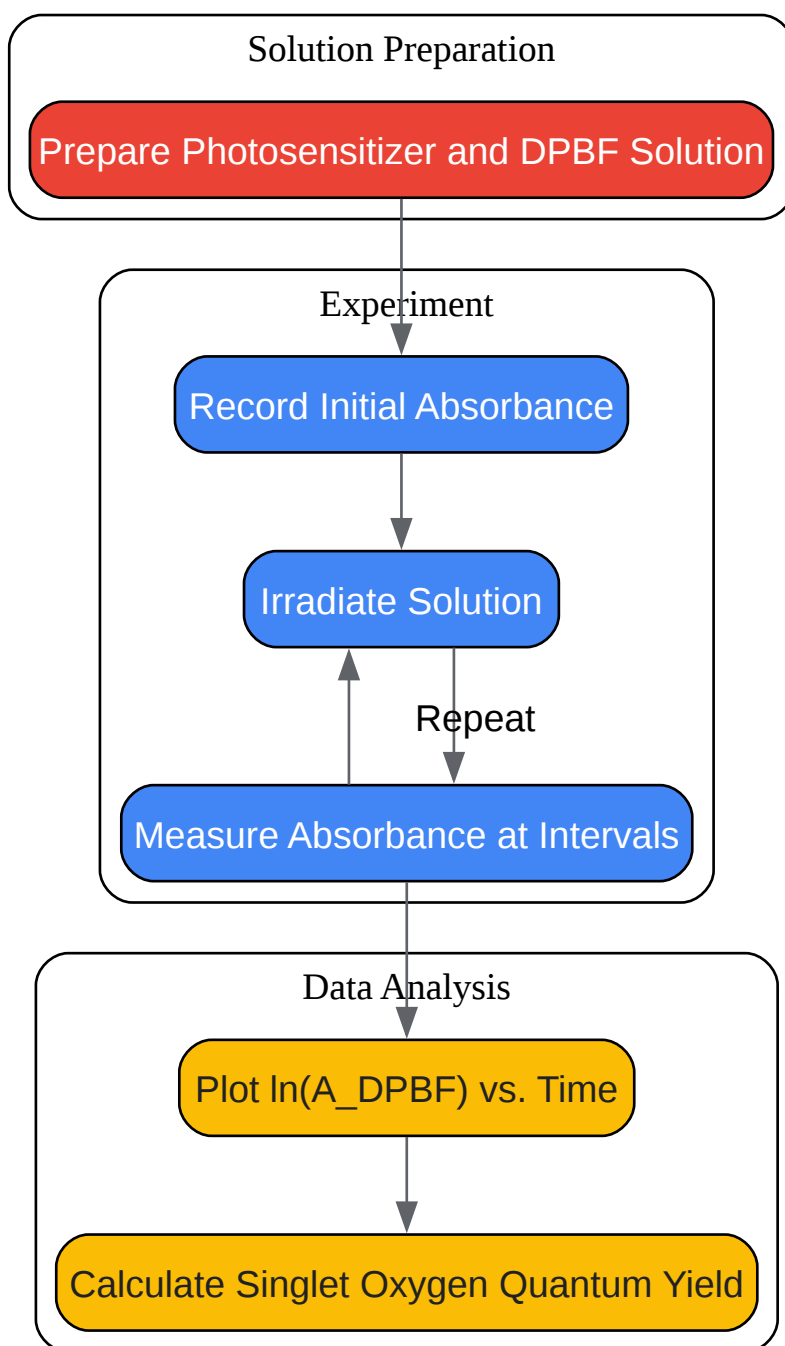 Solution Preparation
Prepare Photosensitizer and DPBF Solution
Experiment
Record Initial Absorbance
Irradiate Solution
Repeat
Measure Absorbance at Intervals
Data Analysis
Plot ln(A_DPBF) vs. Time
Calculate Singlet Oxygen Quantum Yield